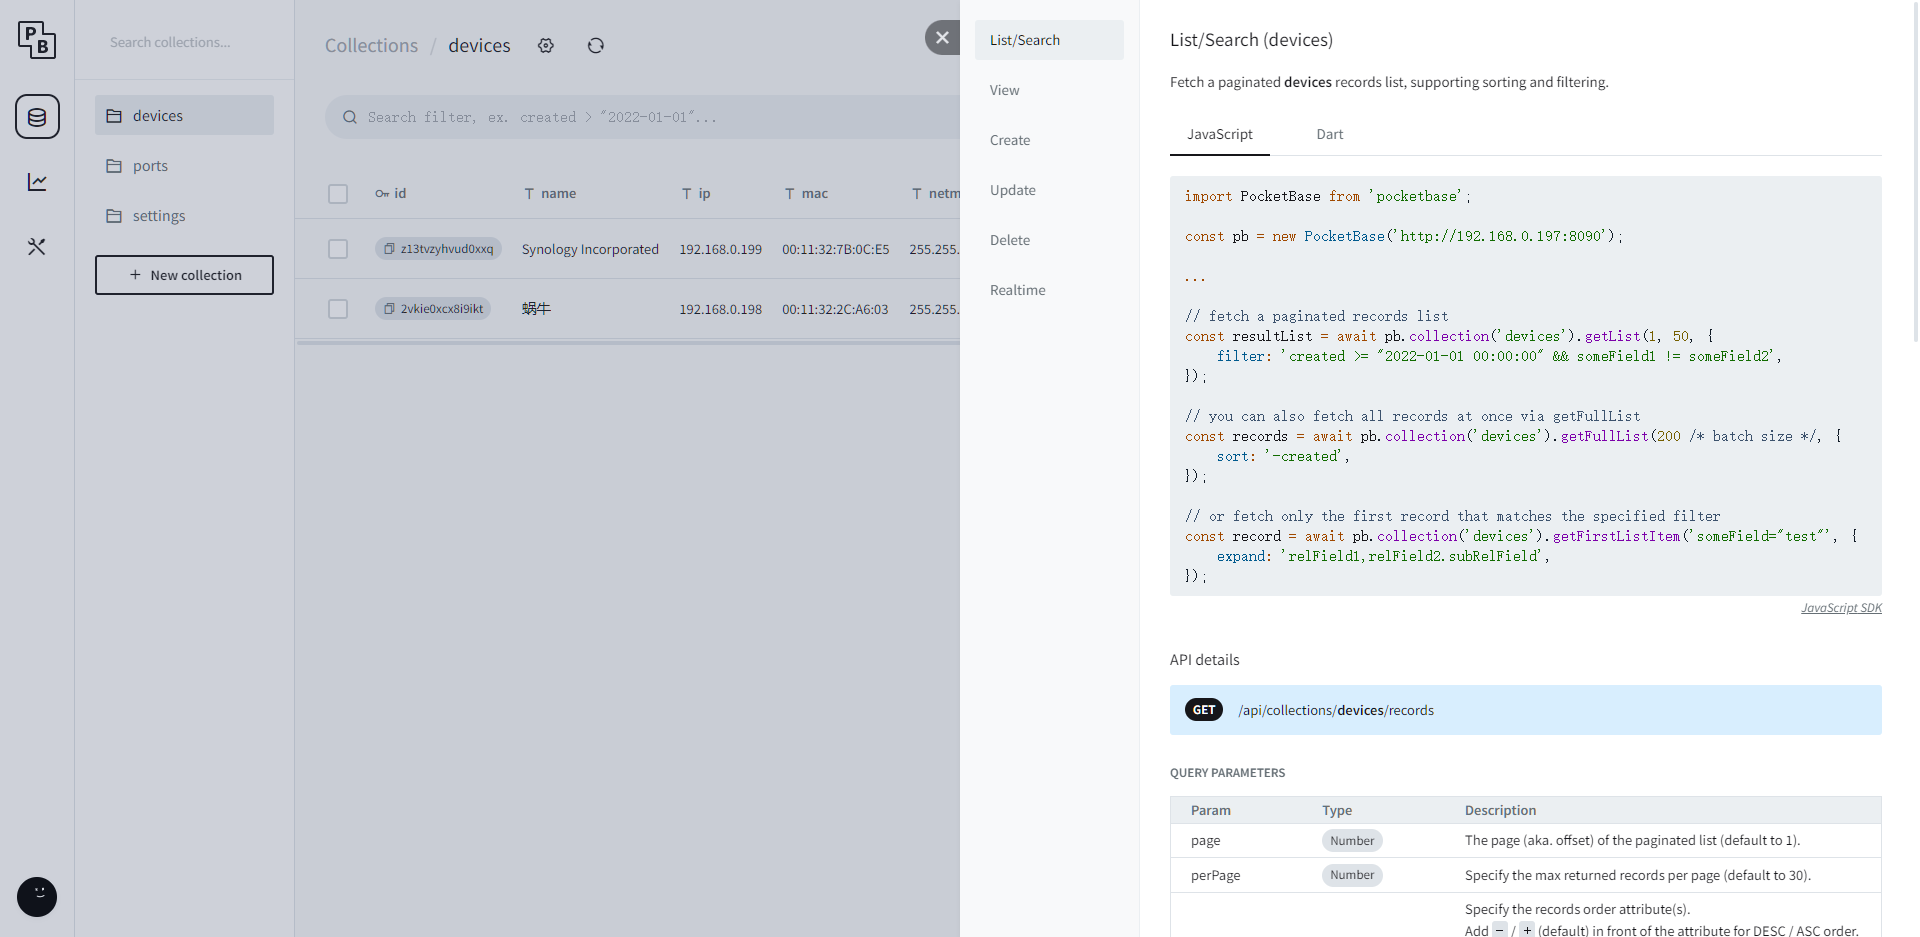 PB
Search collections...
devices
ports
settings
+ New collection
Collections / devices
Search filter, ex. created > "2022-01-01"...
id name ip mac netm
z13tvzyhvud0xxq Synology Incorporated 192.168.0.199 00:11:32:7B:0C:E5 255.255.
2vkie0xcx8i9ikt 蜗牛 192.168.0.198 00:11:32:2C:A6:03 255.255.
List/Search
View
Create
Update
Delete
Realtime
List/Search (devices)
Fetch a paginated devices records list, supporting sorting and filtering.
JavaScript Dart
import PocketBase from 'pocketbase';
const pb = new PocketBase('http://192.168.0.197:8090');
...
// fetch a paginated records list
const resultList = await pb.collection('devices').getList(1, 50, {
    filter: 'created >= "2022-01-01 00:00:00" && someField1 != someField2',
});
// you can also fetch all records at once via getFullList
const records = await pb.collection('devices').getFullList(200 /* batch size */, {
    sort: '-created',
});
// or fetch only the first record that matches the specified filter
const record = await pb.collection('devices').getFirstListItem('someField="test"', {
    expand: 'relField1,relField2.subRelField',
});
JavaScript SDK
API details
GET /api/collections/devices/records
QUERY PARAMETERS
Param Type Description
page Number The page (aka. offset) of the paginated list (default to 1).
perPage Number Specify the max returned records per page (default to 30).
Specify the records order attribute(s).
Add - / + (default) in front of the attribute for DESC / ASC order.